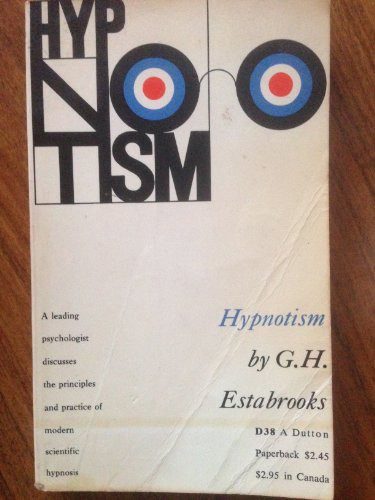 HYP
NO
TISM
A leading
psychologist
discusses
the principles
and practice of
modern
scientific
hypnosis
Hypnotism
by G.H.
Estabrooks
D38 A Dutton
Paperback $2.45
$2.95 in Canada